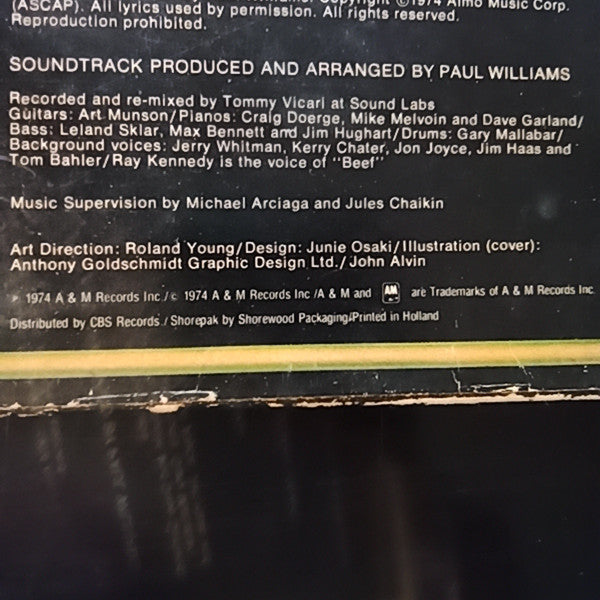 (ASCAP). All lyrics used by permission. All rights reserved. Copyright ©1974 Almo Music Corp.
Reproduction prohibited.
SOUNDTRACK PRODUCED AND ARRANGED BY PAUL WILLIAMS
Recorded and re-mixed by Tommy Vicari at Sound Labs
Guitars: Art Munson/Pianos: Craig Doerge, Mike Melvoin and Dave Garland/
Bass: Leland Sklar, Max Bennett and Jim Hughart/Drums: Gary Mallabar/
Background voices: Jerry Whitman, Kerry Chater, Jon Joyce, Jim Haas and
Tom Bahler/Ray Kennedy is the voice of "Beef"
Music Supervision by Michael Arciaga and Jules Chaikin
Art Direction: Roland Young/Design: Junie Osaki/Illustration (cover):
Anthony Goldschmidt Graphic Design Ltd./John Alvin
℗ 1974 A & M Records Inc/© 1974 A & M Records Inc /A & M and AM are Trademarks of A & M Records Inc
Distributed by CBS Records / Shorepak by Shorewood Packaging/Printed in Holland